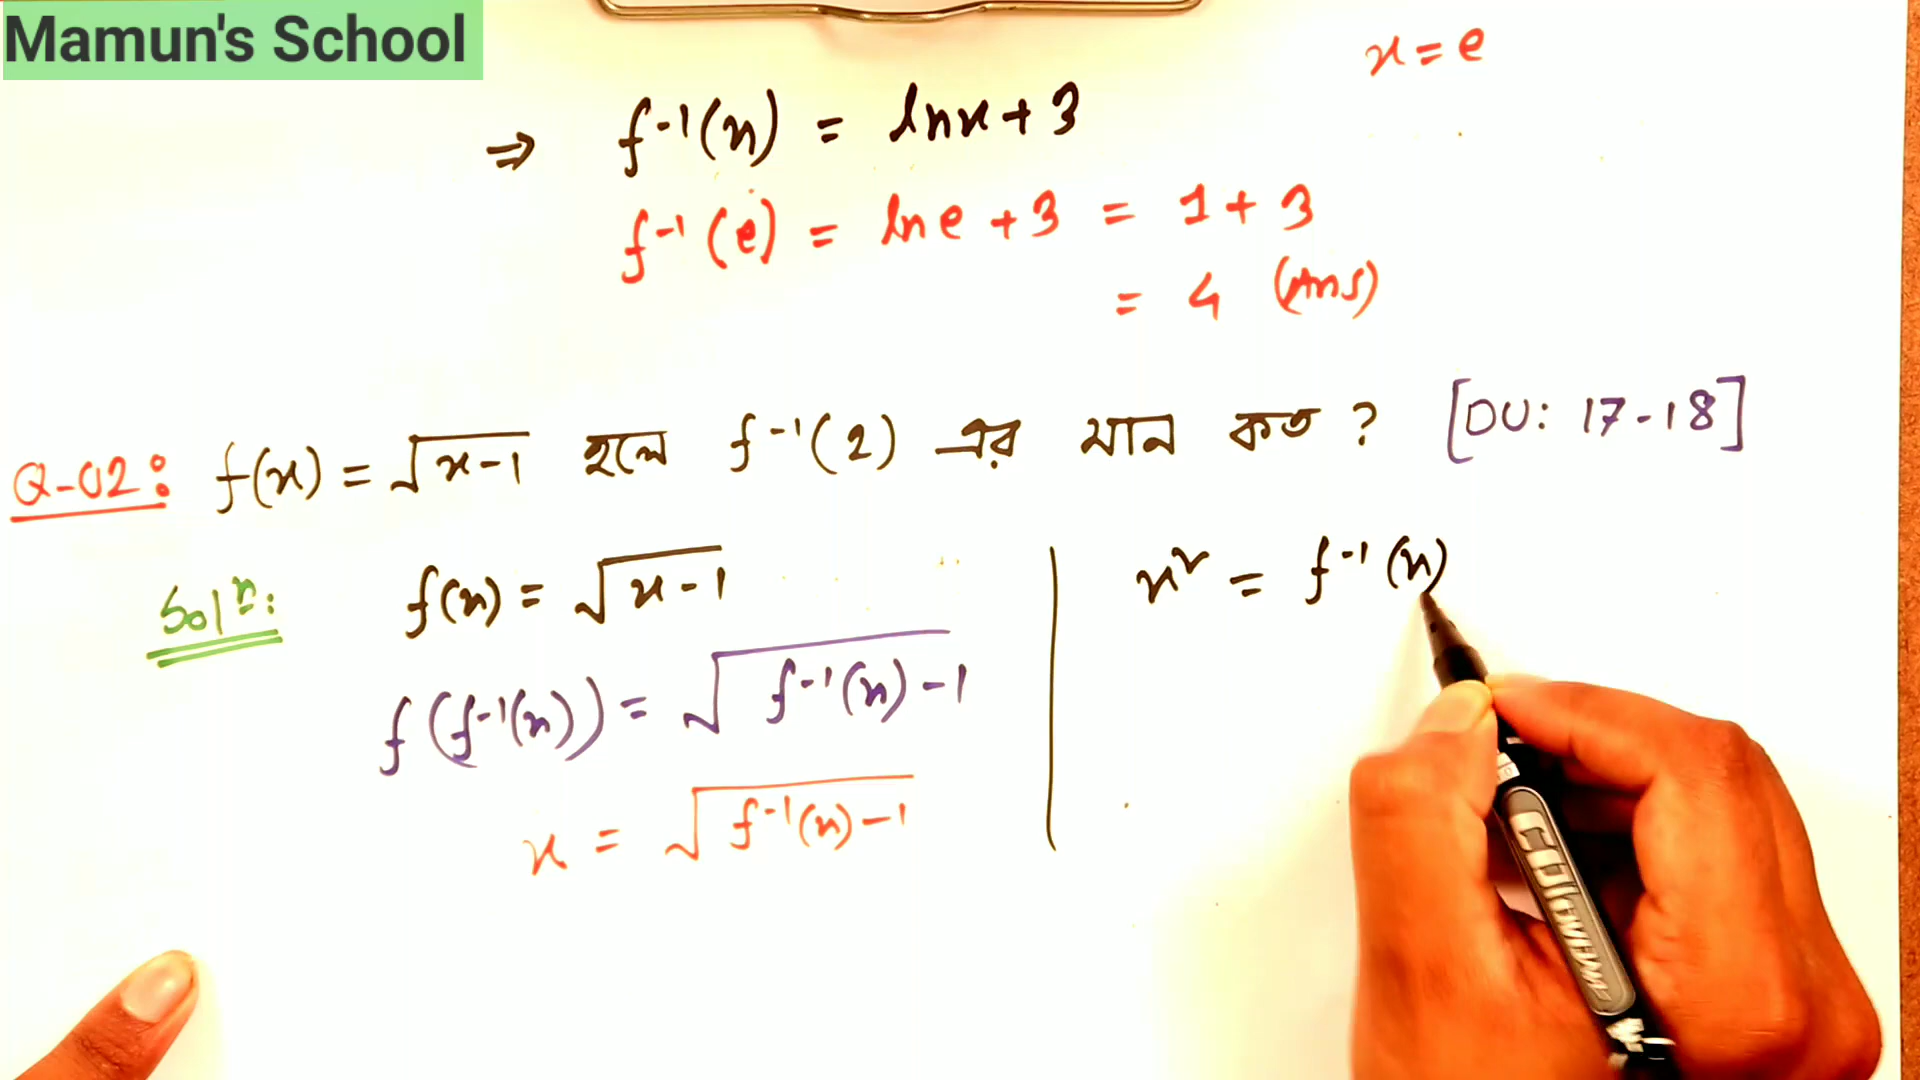 Mamun's School
x = e
⇒ f⁻¹(x) = lnx + 3
f⁻¹(e) = lne + 3 = 1 + 3
= 4 (Ans)
Q-02: f(x) = √(x-1) হলে f⁻¹(2) এর মান কত ? [DU: 17-18]
Solⁿ: f(x) = √(x-1)
f(f⁻¹(x)) = √(f⁻¹(x)-1)
x = √(f⁻¹(x)-1)
x² = f⁻¹(x)